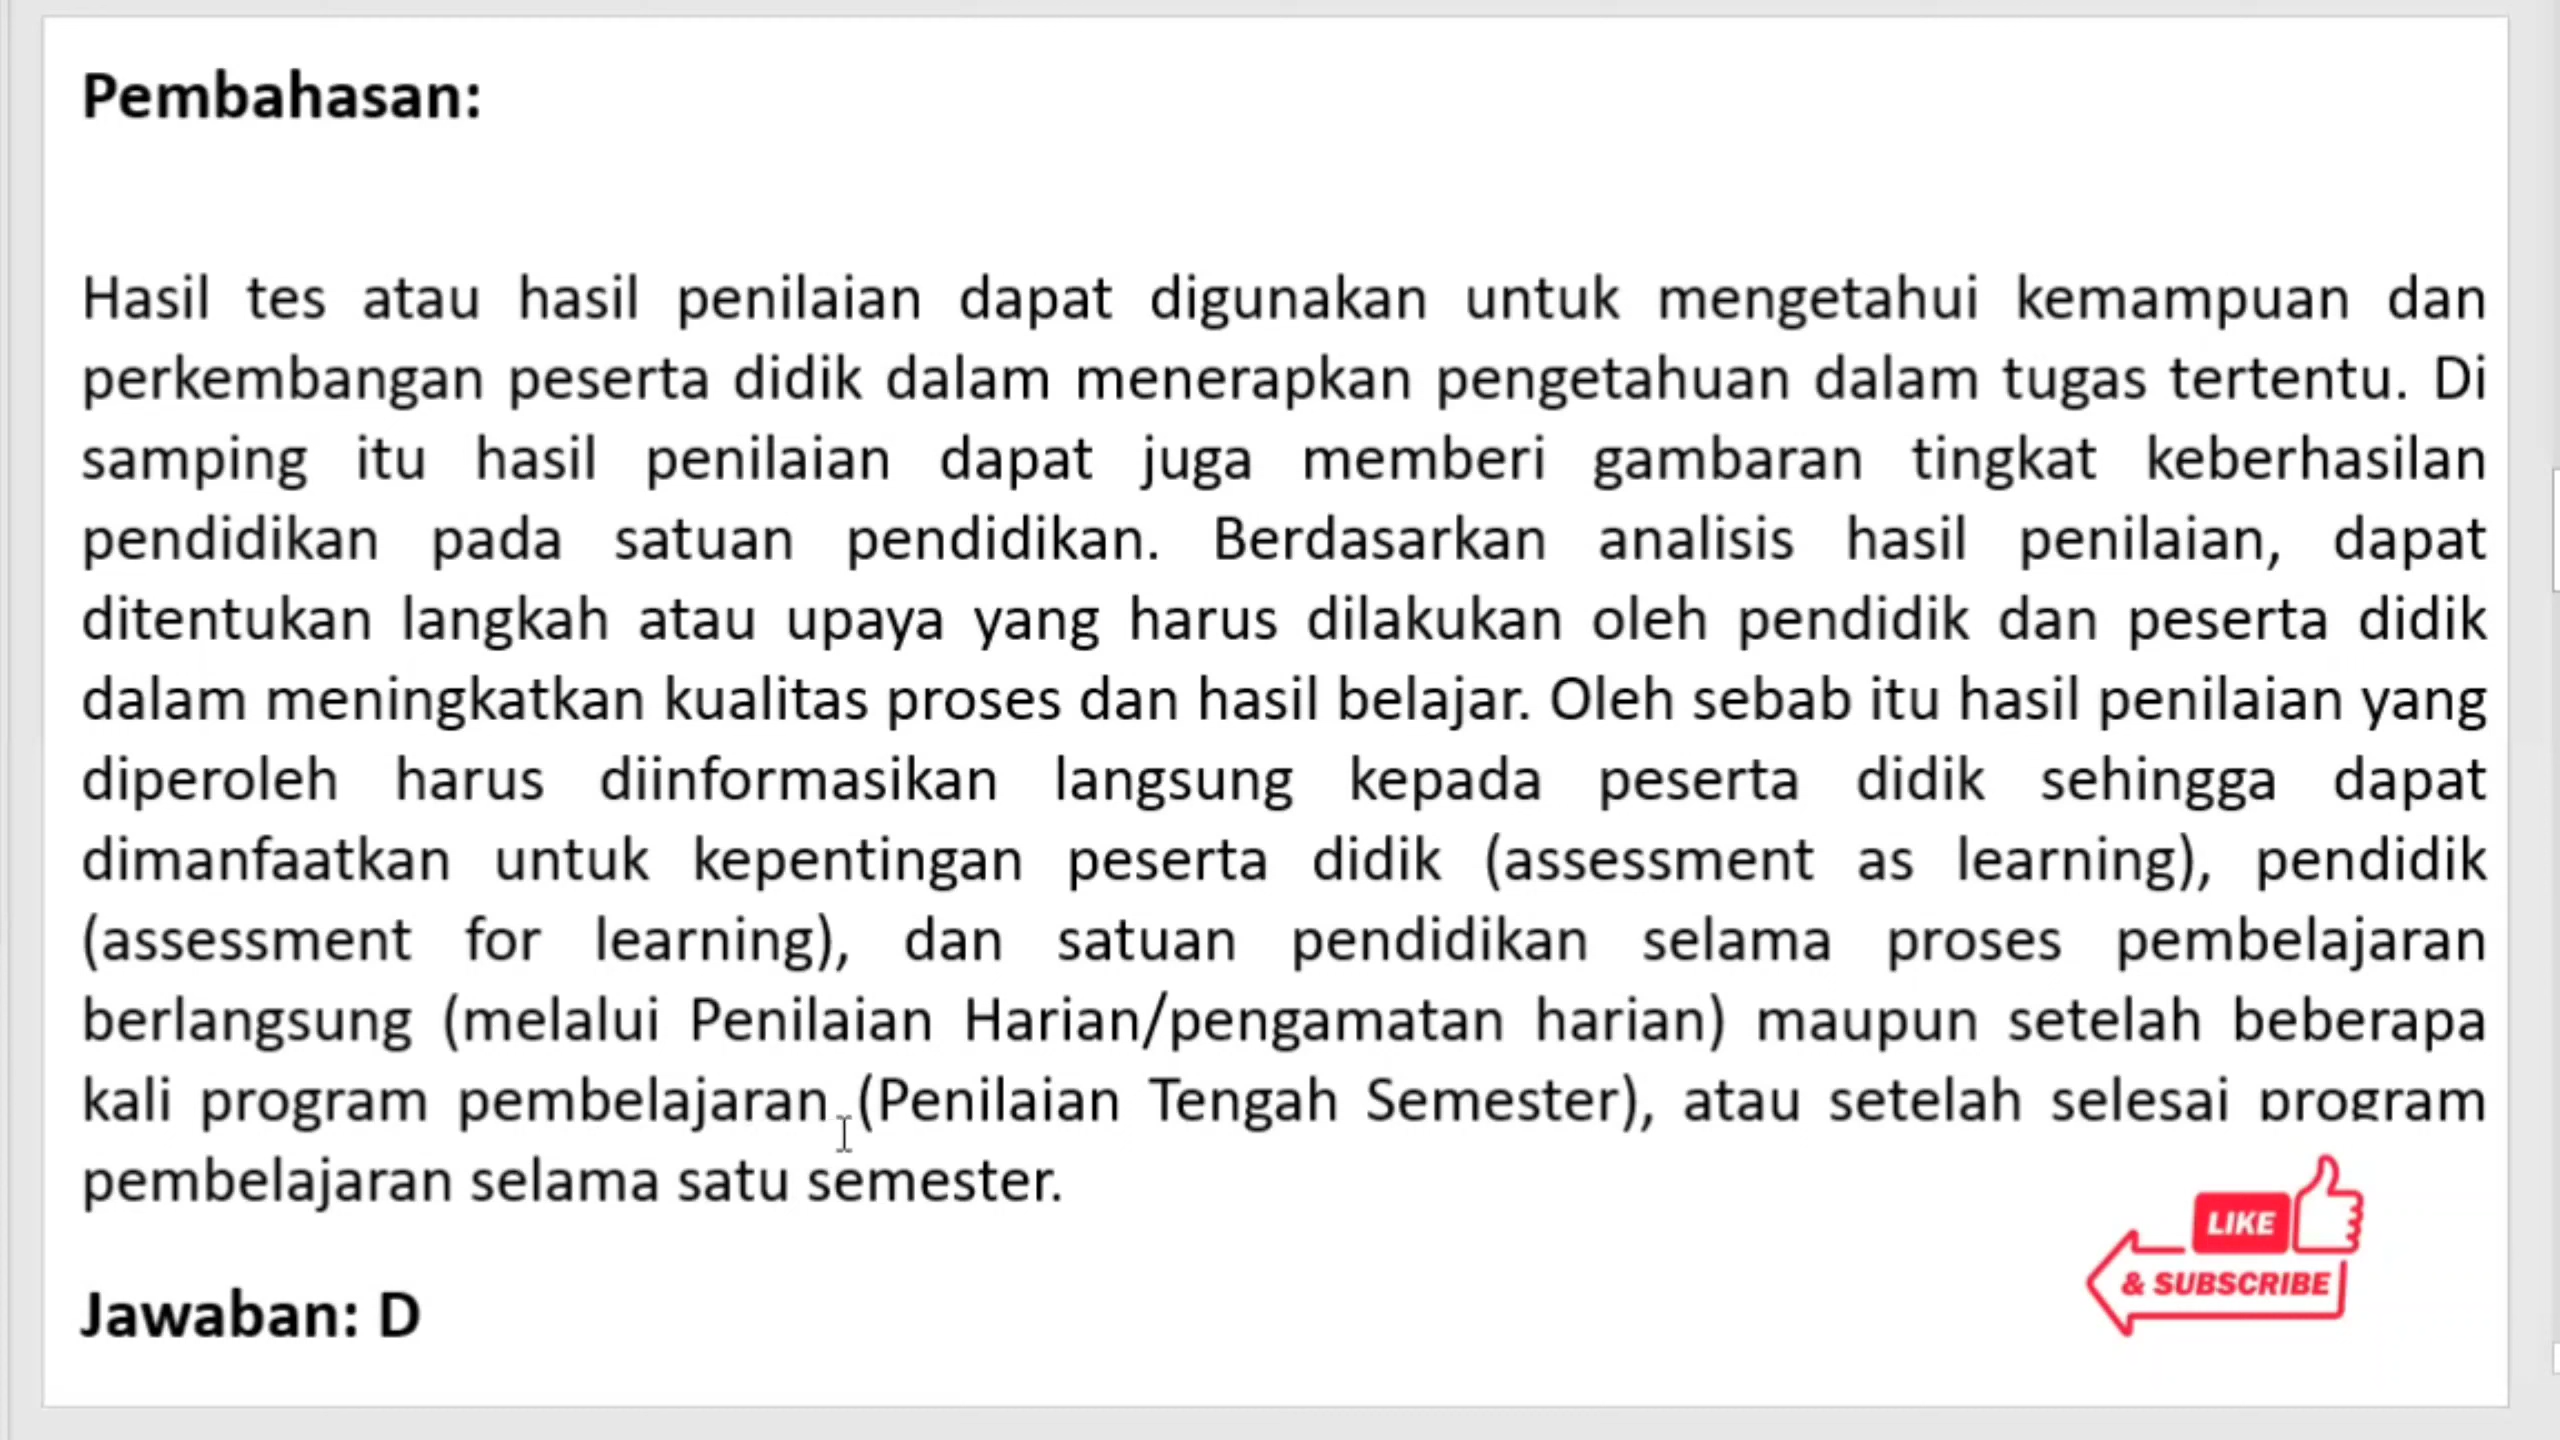 Pembahasan:
Hasil tes atau hasil penilaian dapat digunakan untuk mengetahui kemampuan dan
perkembangan peserta didik dalam menerapkan pengetahuan dalam tugas tertentu. Di
samping itu hasil penilaian dapat juga memberi gambaran tingkat keberhasilan
pendidikan pada satuan pendidikan. Berdasarkan analisis hasil penilaian, dapat
ditentukan langkah atau upaya yang harus dilakukan oleh pendidik dan peserta didik
dalam meningkatkan kualitas proses dan hasil belajar. Oleh sebab itu hasil penilaian yang
diperoleh harus diinformasikan langsung kepada peserta didik sehingga dapat
dimanfaatkan untuk kepentingan peserta didik (assessment as learning), pendidik
(assessment for learning), dan satuan pendidikan selama proses pembelajaran
berlangsung (melalui Penilaian Harian/pengamatan harian) maupun setelah beberapa
kali program pembelajaran (Penilaian Tengah Semester), atau setelah selesai program
pembelajaran selama satu semester.
LIKE
& SUBSCRIBE
Jawaban: D